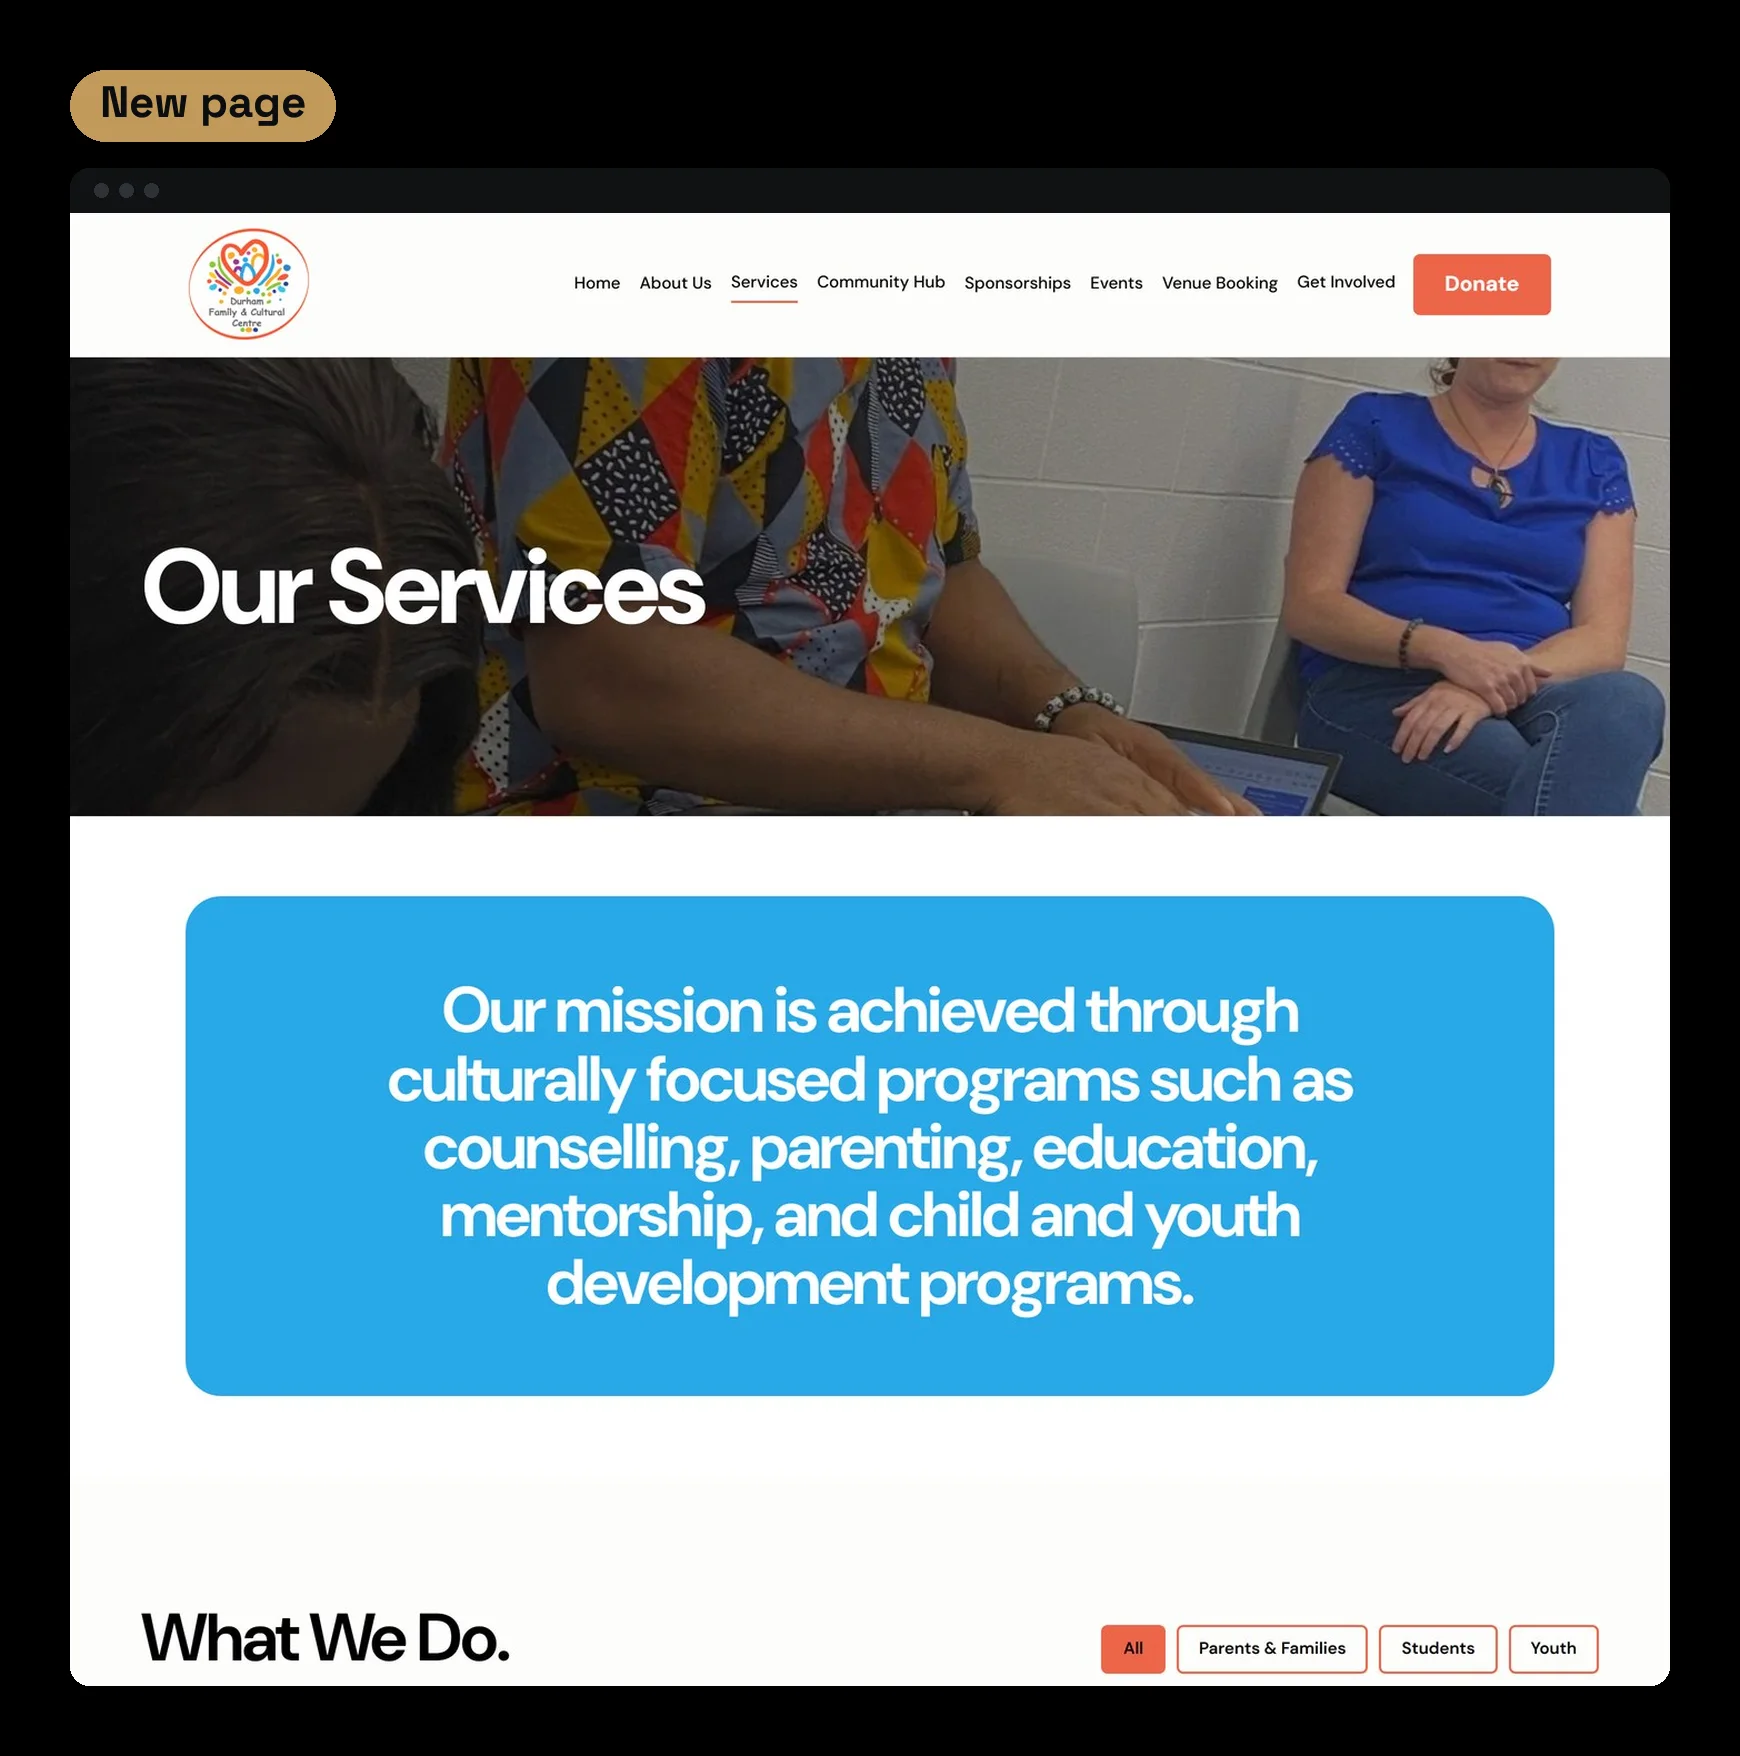 New page
Durham
Family & Cultural
Centre
Home About Us Services Community Hub Sponsorships Events Venue Booking Get Involved Donate
Our Services
Our mission is achieved through
culturally focused programs such as
counselling, parenting, education,
mentorship, and child and youth
development programs.
What We Do.
All Parents & Families Students Youth